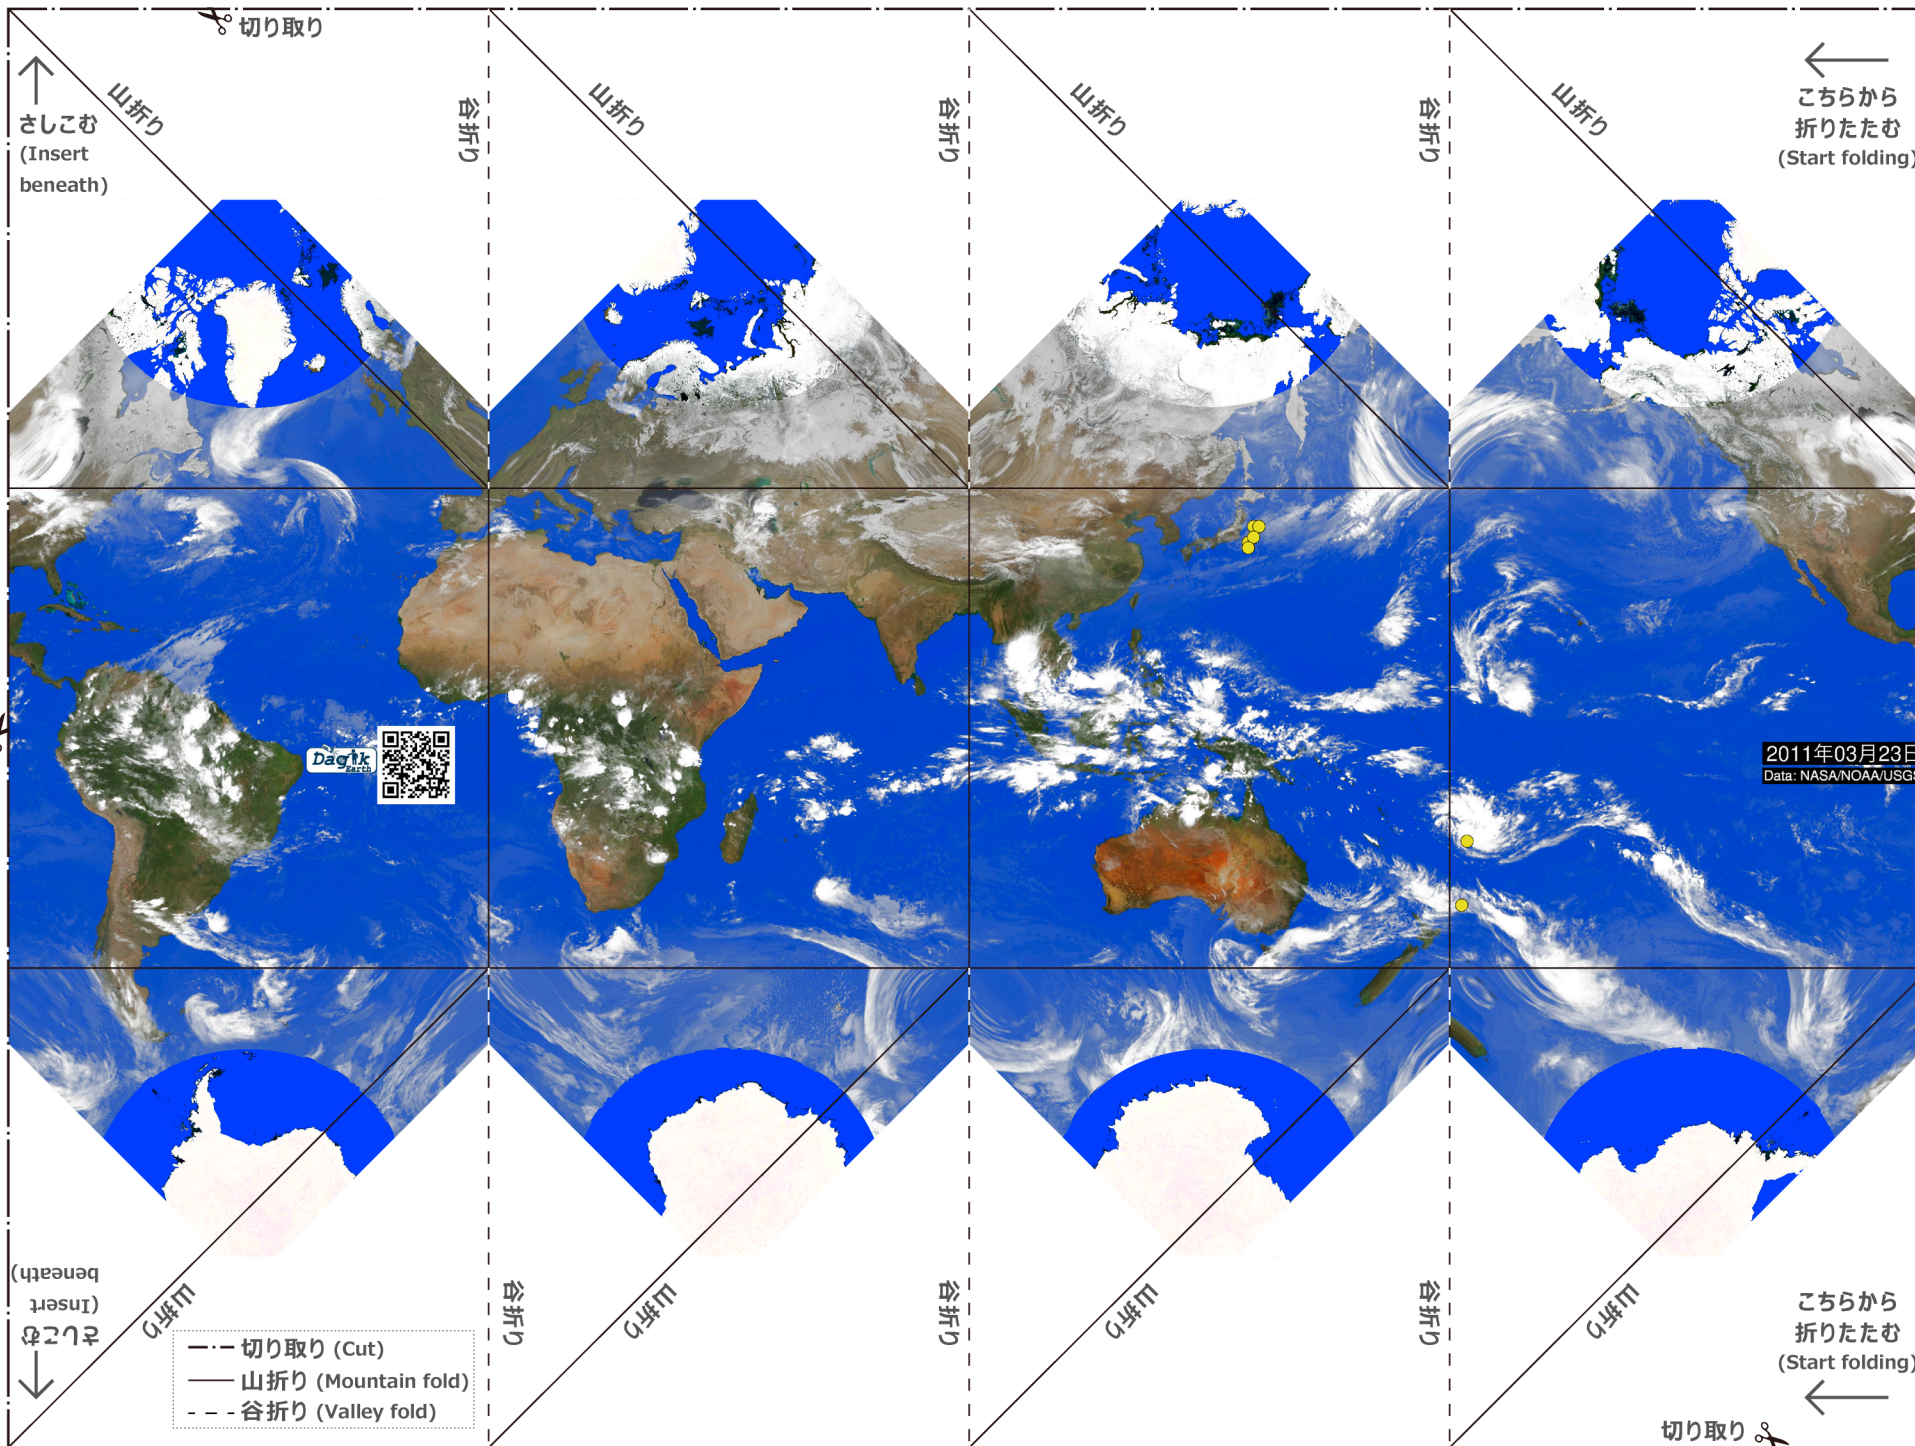 切り取り
山折り
谷折り
山折り
谷折り
山折り
谷折り
山折り
さしこむ
(Insert
beneath)
こちらから
折りたたむ
(Start folding)
Dagik
Earth
2011年03月23日
Data: NASA/NOAA/USGS
さしこむ
(Insert
beneath)
山折り
谷折り
山折り
谷折り
山折り
谷折り
山折り
切り取り (Cut)
山折り (Mountain fold)
谷折り (Valley fold)
こちらから
折りたたむ
(Start folding)
切り取り